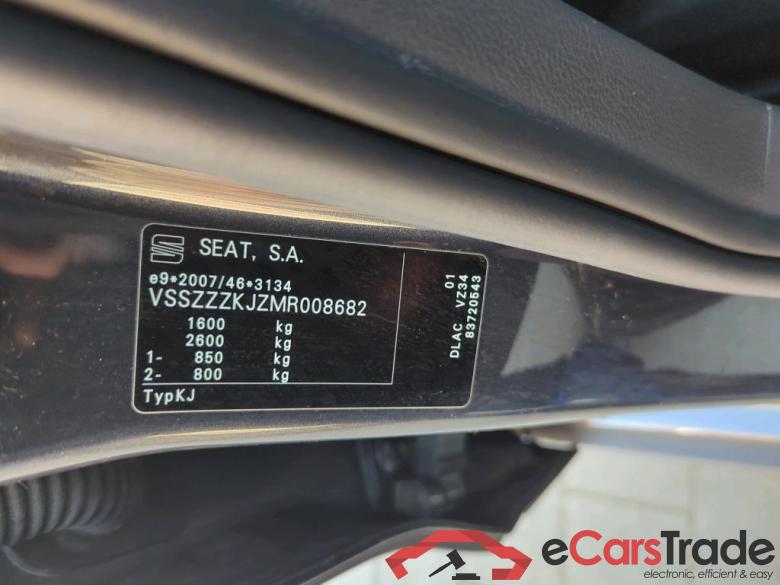 SEAT, S.A.
e9*2007/46*3134
VSSZZZKJZMR008682
1600 kg
2600 kg
1- 850 kg
2- 800 kg
TypKJ
01
DLAC VZ34
83720543
eCarsTrade
electronic, efficient & easy